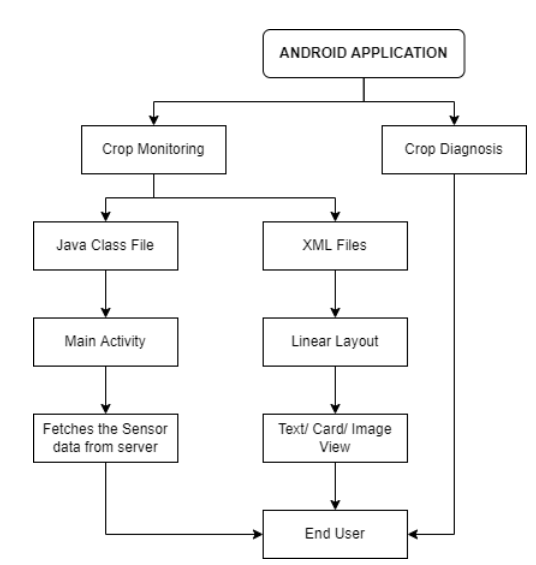 ANDROID APPLICATION
Crop Monitoring
Crop Diagnosis
Java Class File
XML Files
Main Activity
Linear Layout
Fetches the Sensor
data from server
Text/ Card/ Image
View
End User